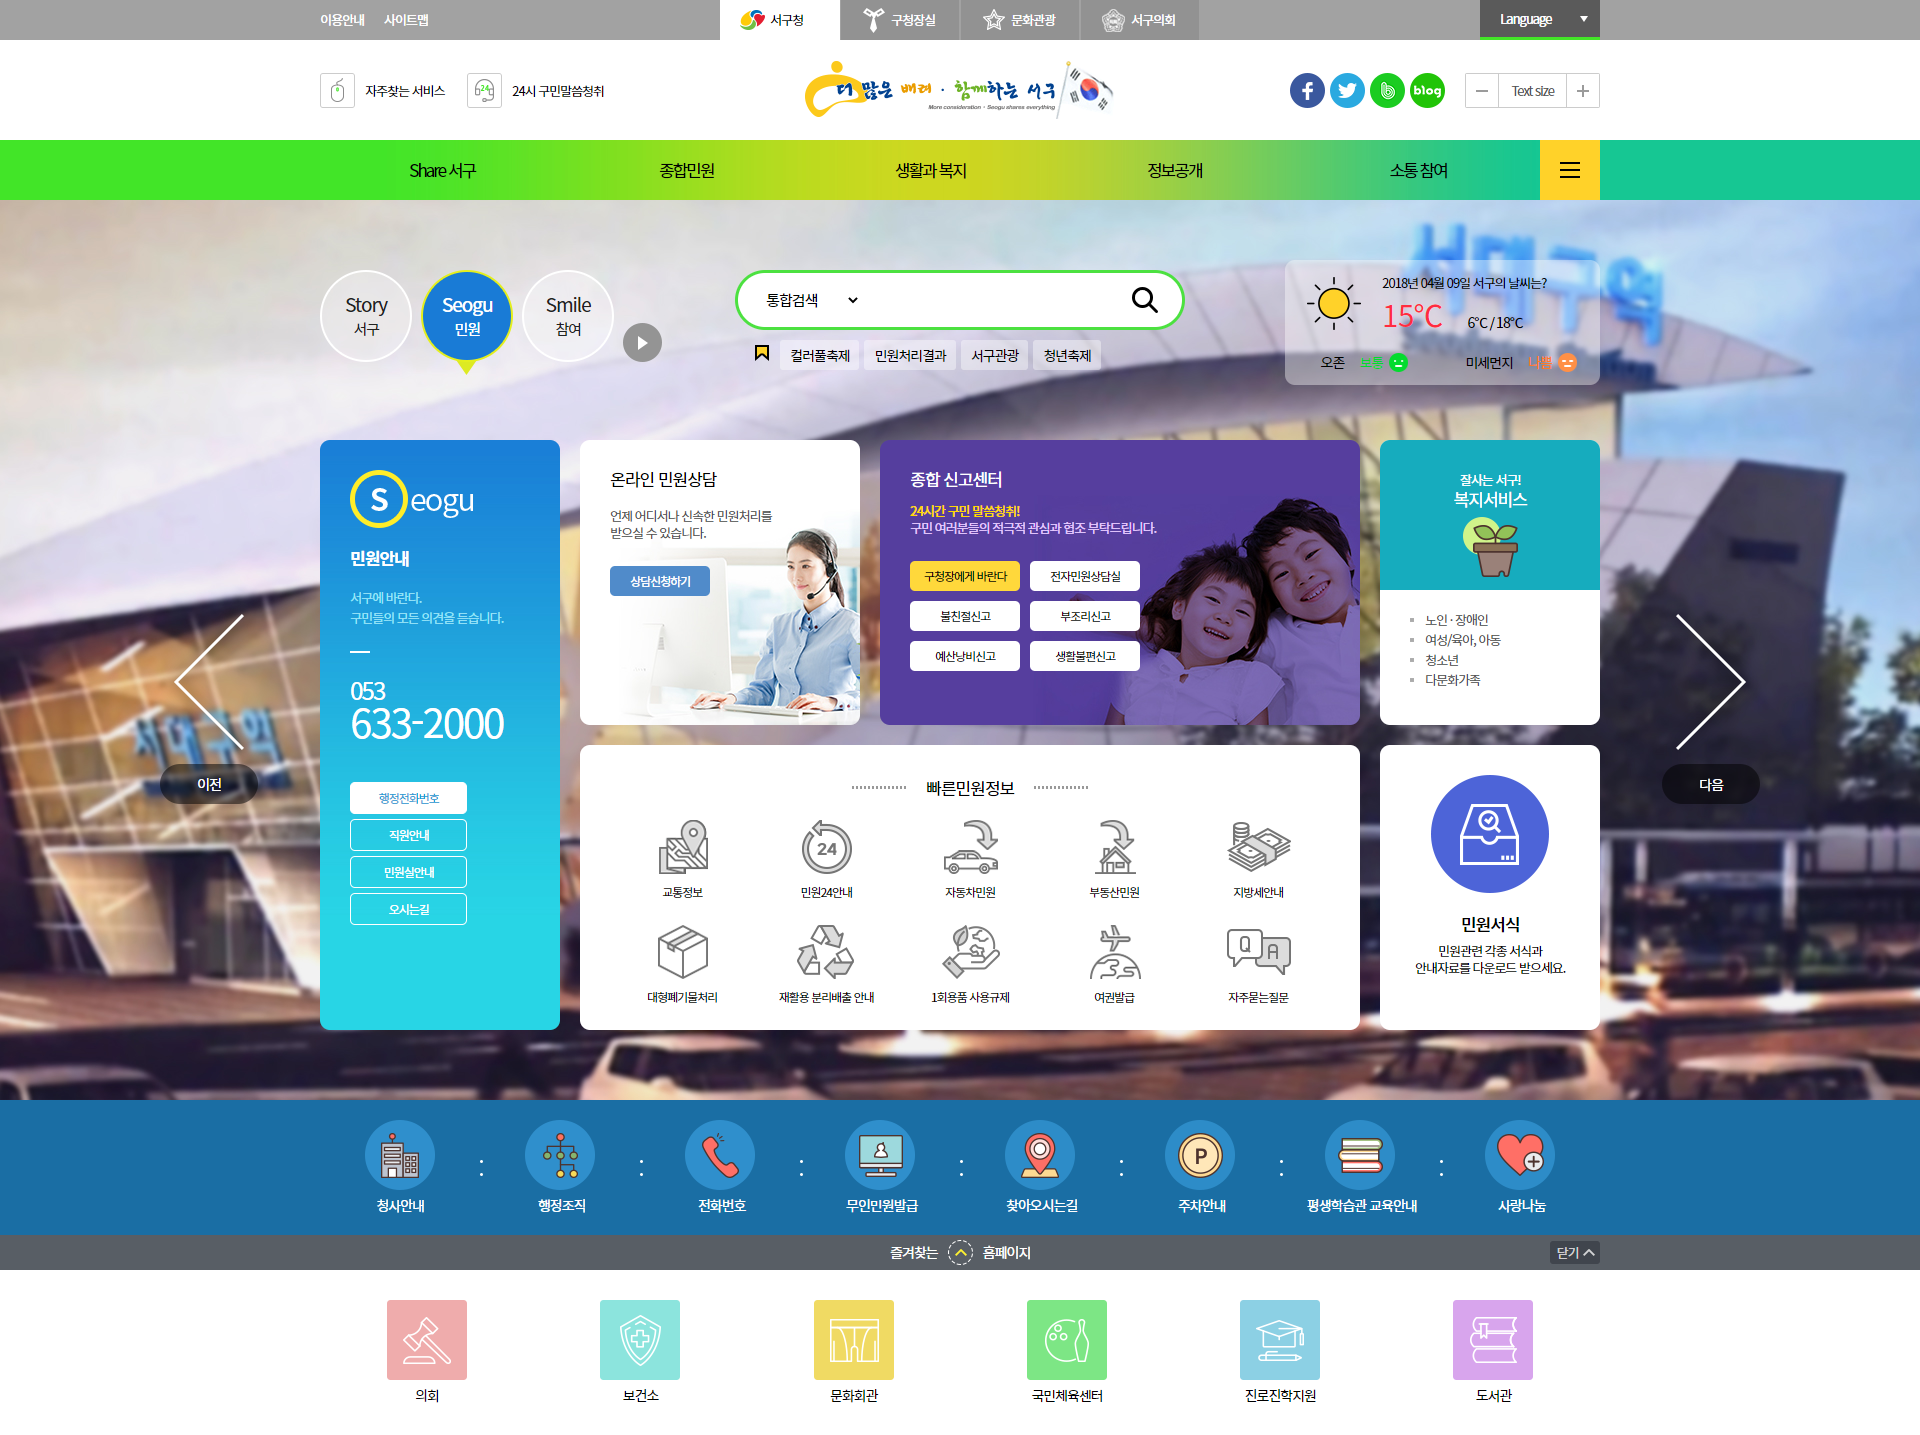 이용안내 사이트맵
서구청 구청장실 문화관광 서구의회
Language
자주찾는 서비스 24시 구민말씀청취
더 많은 배려 · 함께하는 서구
More consideration · Seogu shares everything
blog
Text size
Share 서구 종합민원 생활과 복지 정보공개 소통 참여
Story 서구
Seogu 민원
Smile 참여
통합검색
컬러풀축제 민원처리결과 서구관광 청년축제
2018년 04월 09일 서구의 날씨는?
15℃ 6℃ / 18℃
오존 보통 미세먼지 나쁨
서대구역
Seogu
민원안내
서구에 바란다.
구민들의 모든 의견을 듣습니다.
053
633-2000
행정전화번호
직원안내
민원실안내
오시는길
온라인 민원상담
언제 어디서나 신속한 민원처리를
받으실 수 있습니다.
상담신청하기
종합 신고센터
24시간 구민 말씀청취!
구민 여러분들의 적극적 관심과 협조 부탁드립니다.
구청장에게 바란다 전자민원상담실
불친절신고 부조리신고
예산낭비신고 생활불편신고
잘사는 서구!
복지서비스
노인 · 장애인
여성/육아, 아동
청소년
다문화가족
서대구역
이전
다음
빠른민원정보
24
교통정보 민원24안내 자동차민원 부동산민원 지방세안내
Q A
대형폐기물처리 재활용 분리배출 안내 1회용품 사용규제 여권발급 자주묻는질문
민원서식
민원관련 각종 서식과
안내자료를 다운로드 받으세요.
P
청사안내 행정조직 전화번호 무인민원발급 찾아오시는길 주차안내 평생학습관 교육안내 사랑나눔
즐겨찾는 홈페이지
닫기
의회 보건소 문화회관 국민체육센터 진로진학지원 도서관